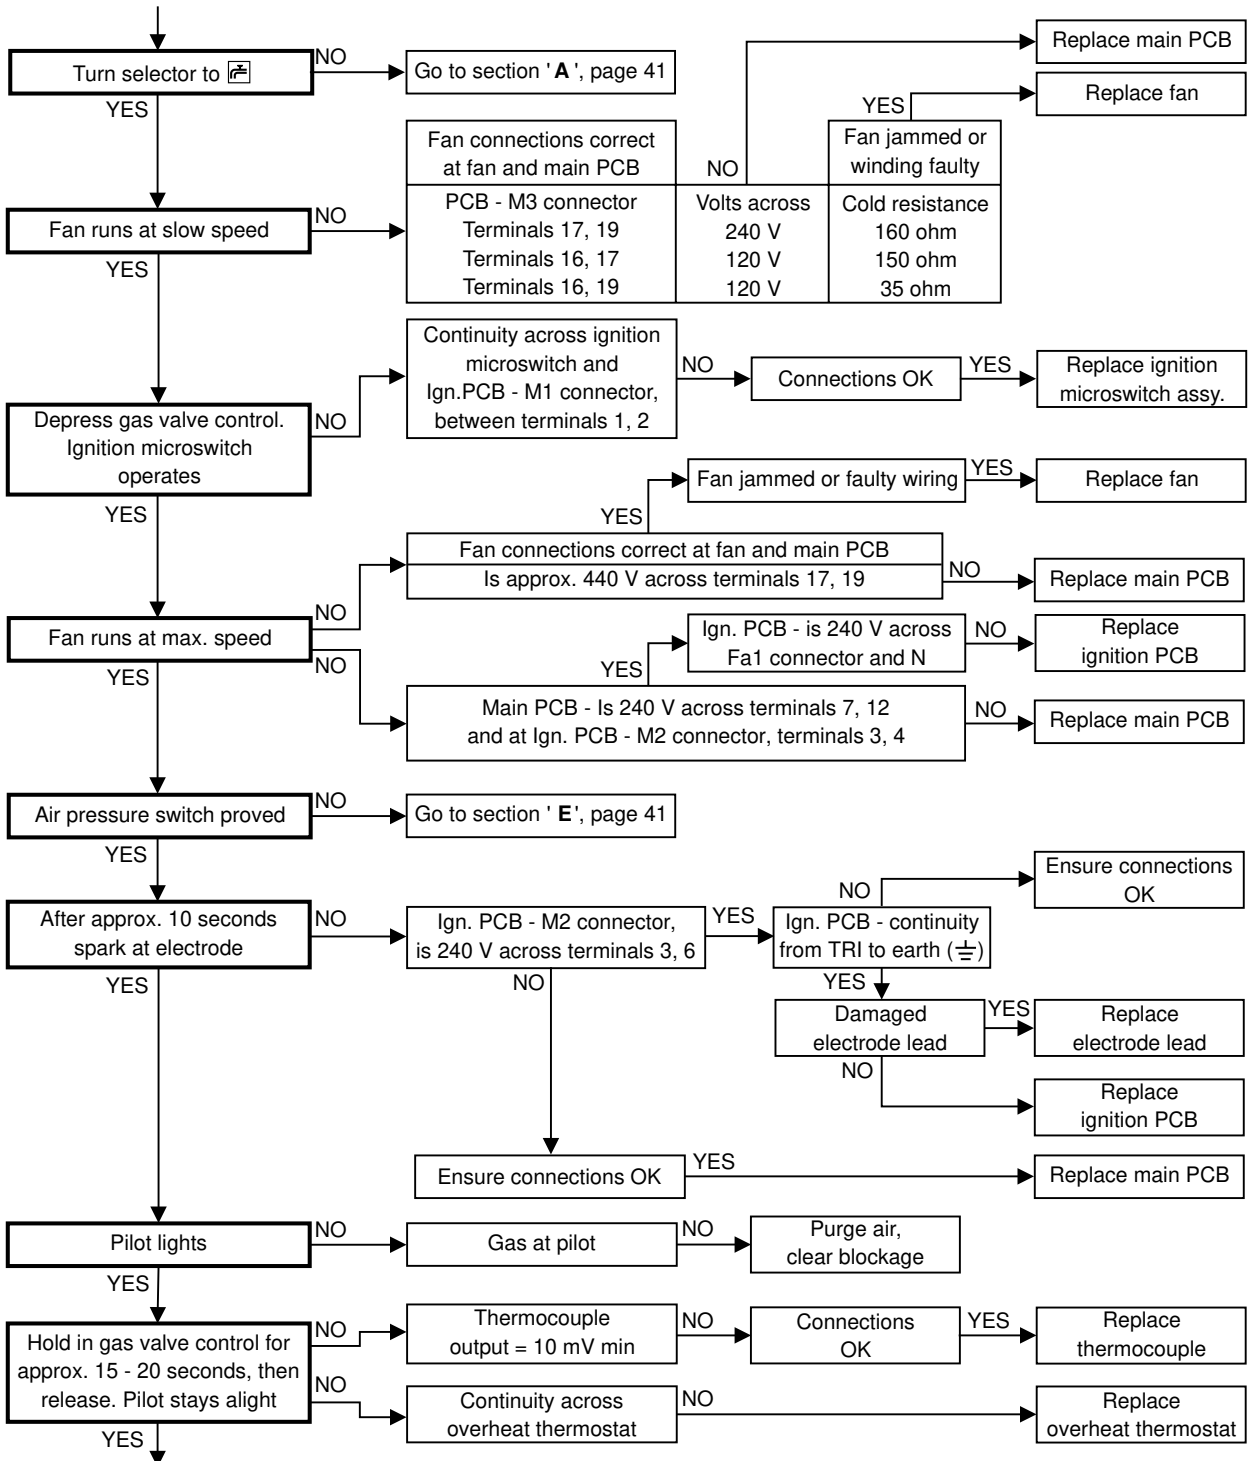 Turn selector to
NO
Go to section ' A ', page 41
Replace main PCB
YES
Replace fan
YES
Fan connections correct
at fan and main PCB
NO
Fan jammed or
winding faulty
PCB - M3 connector
Volts across
Cold resistance
Terminals 17, 19
240 V
160 ohm
Terminals 16, 17
120 V
150 ohm
Terminals 16, 19
120 V
35 ohm
Fan runs at slow speed
NO
YES
Continuity across ignition
microswitch and
Ign.PCB - M1 connector,
between terminals 1, 2
NO
Connections OK
YES
Replace ignition
microswitch assy.
Depress gas valve control.
Ignition microswitch
operates
NO
YES
Fan jammed or faulty wiring
YES
Replace fan
YES
Fan connections correct at fan and main PCB
Is approx. 440 V across terminals 17, 19
NO
Replace main PCB
Fan runs at max. speed
NO
NO
YES
Ign. PCB - is 240 V across
Fa1 connector and N
NO
Replace
ignition PCB
YES
Main PCB - Is 240 V across terminals 7, 12
and at Ign. PCB - M2 connector, terminals 3, 4
NO
Replace main PCB
Air pressure switch proved
NO
Go to section ' E', page 41
YES
Ensure connections
OK
NO
After approx. 10 seconds
spark at electrode
NO
Ign. PCB - M2 connector,
is 240 V across terminals 3, 6
YES
Ign. PCB - continuity
from TRI to earth (⏚)
YES
NO
YES
Damaged
electrode lead
YES
Replace
electrode lead
NO
Replace
ignition PCB
Ensure connections OK
YES
Replace main PCB
Pilot lights
NO
Gas at pilot
NO
Purge air,
clear blockage
YES
Hold in gas valve control for
approx. 15 - 20 seconds, then
release. Pilot stays alight
NO
Thermocouple
output = 10 mV min
NO
Connections
OK
YES
Replace
thermocouple
NO
Continuity across
overheat thermostat
NO
Replace
overheat thermostat
YES